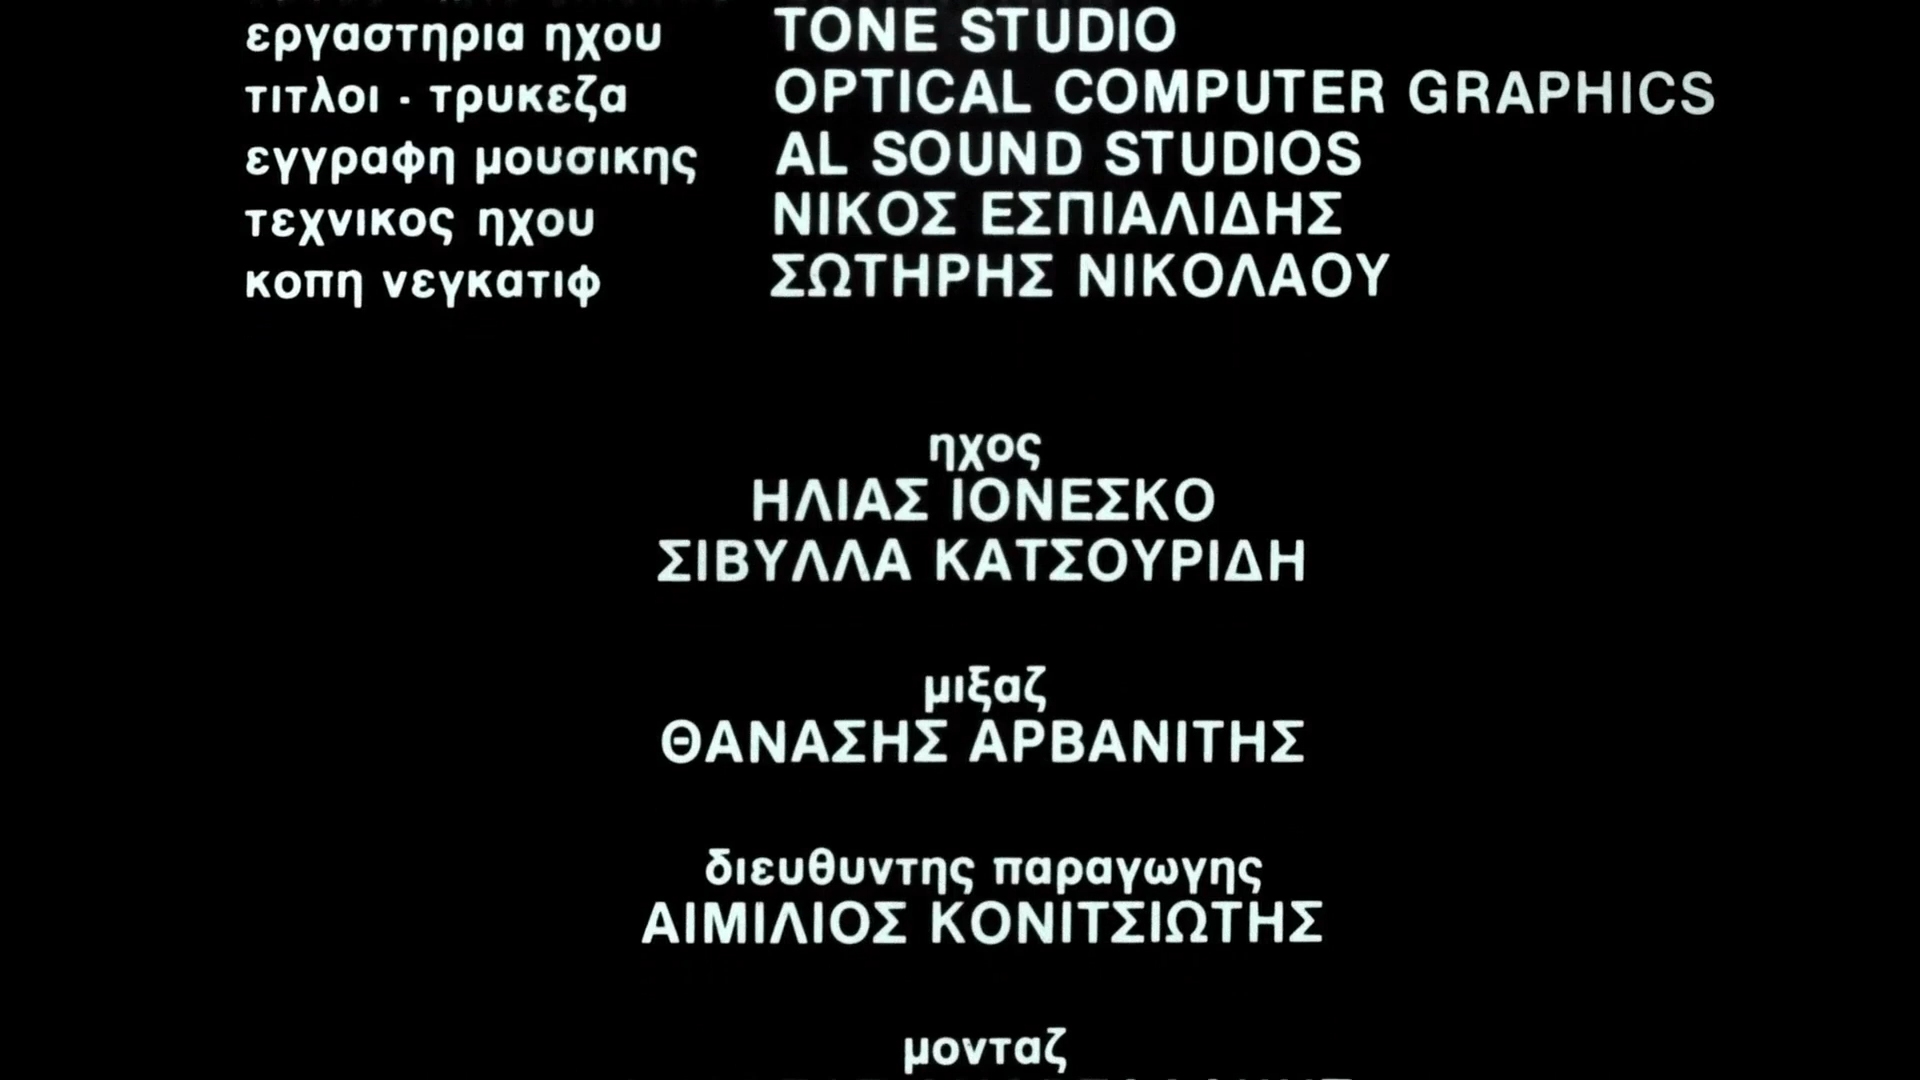 εργαστηρια ηχου TONE STUDIO
τιτλοι - τρυκεζα OPTICAL COMPUTER GRAPHICS
εγγραφη μουσικης AL SOUND STUDIOS
τεχνικος ηχου ΝΙΚΟΣ ΕΣΠΙΑΛΙΔΗΣ
κοπη νεγκατιφ ΣΩΤΗΡΗΣ ΝΙΚΟΛΑΟΥ
ηχος
ΗΛΙΑΣ ΙΟΝΕΣΚΟ
ΣΙΒΥΛΛΑ ΚΑΤΣΟΥΡΙΔΗ
μιξαζ
ΘΑΝΑΣΗΣ ΑΡΒΑΝΙΤΗΣ
διευθυντης παραγωγης
ΑΙΜΙΛΙΟΣ ΚΟΝΙΤΣΙΩΤΗΣ
μονταζ